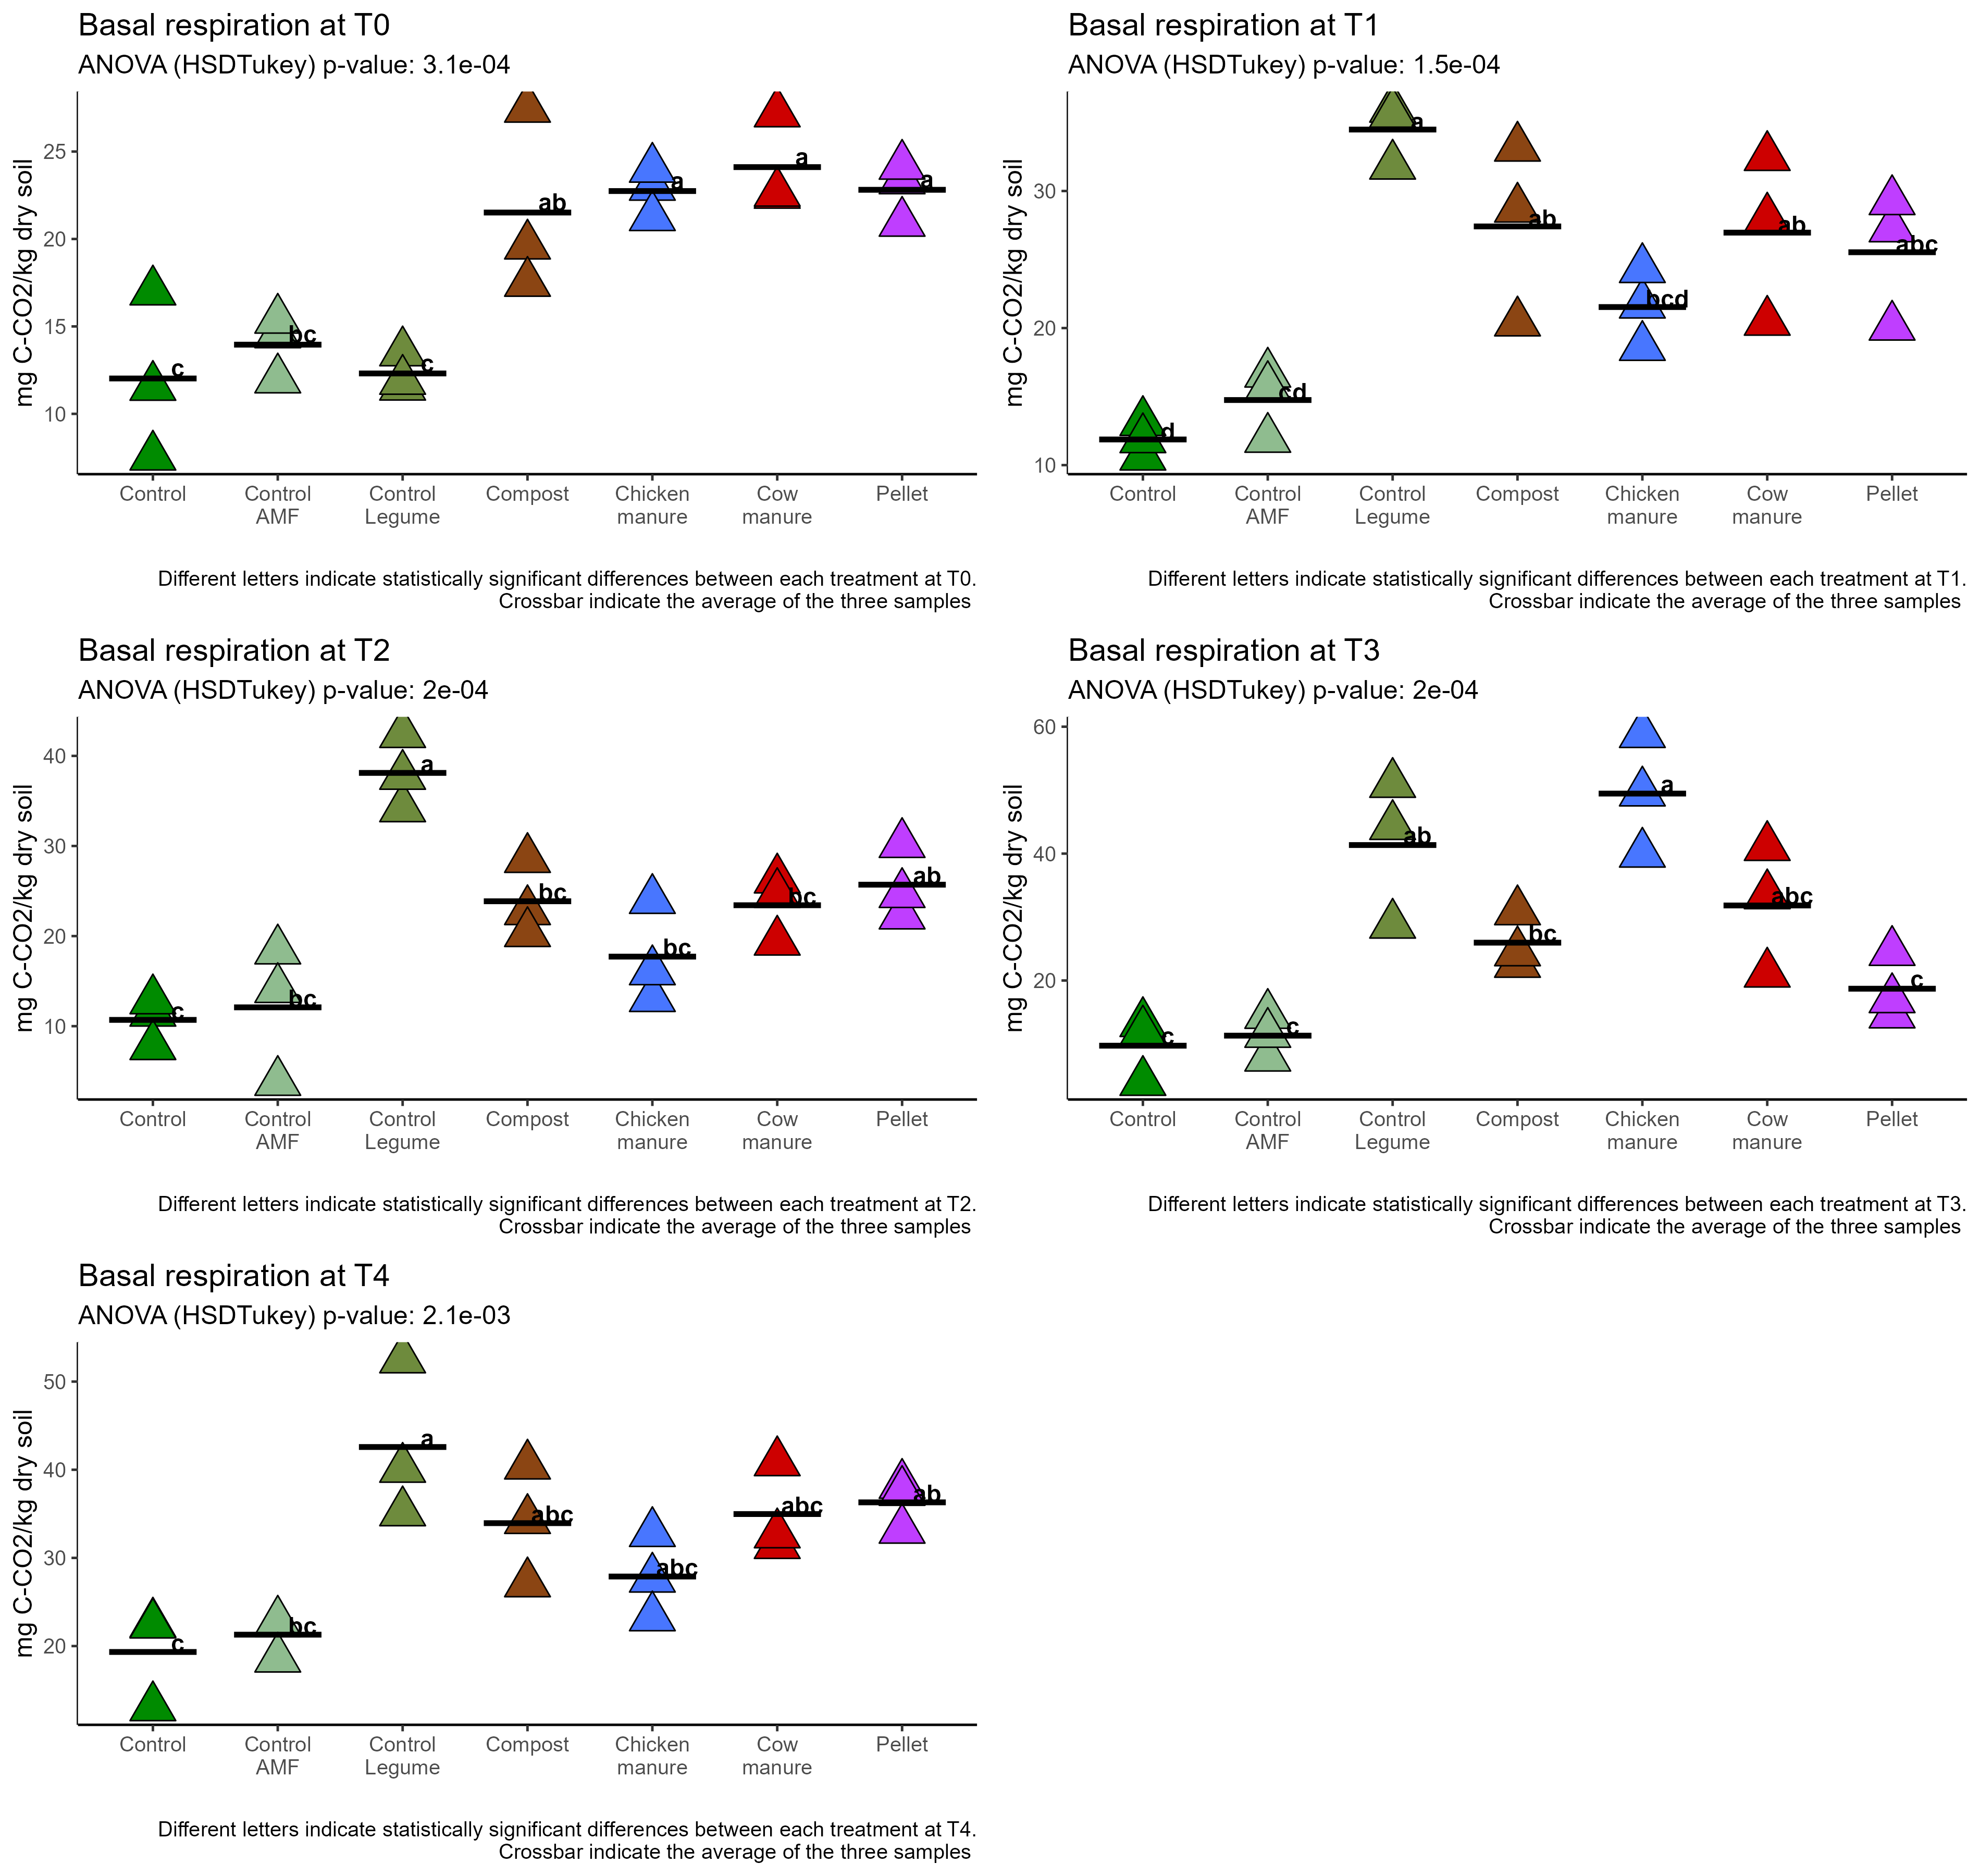 Basal respiration at T0
ANOVA (HSDTukey) p-value: 3.1e-04
mg C-CO2/kg dry soil
25
20
15
10
c
bc
c
ab
a
a
a
Control
Control
AMF
Control
Legume
Compost
Chicken
manure
Cow
manure
Pellet
Different letters indicate statistically significant differences between each treatment at T0.
Crossbar indicate the average of the three samples
Basal respiration at T1
ANOVA (HSDTukey) p-value: 1.5e-04
mg C-CO2/kg dry soil
30
20
10
d
cd
a
ab
bcd
ab
abc
Control
Control
AMF
Control
Legume
Compost
Chicken
manure
Cow
manure
Pellet
Different letters indicate statistically significant differences between each treatment at T1.
Crossbar indicate the average of the three samples
Basal respiration at T2
ANOVA (HSDTukey) p-value: 2e-04
mg C-CO2/kg dry soil
40
30
20
10
c
bc
a
bc
bc
bc
ab
Control
Control
AMF
Control
Legume
Compost
Chicken
manure
Cow
manure
Pellet
Different letters indicate statistically significant differences between each treatment at T2.
Crossbar indicate the average of the three samples
Basal respiration at T3
ANOVA (HSDTukey) p-value: 2e-04
mg C-CO2/kg dry soil
60
40
20
c
c
ab
bc
a
abc
c
Control
Control
AMF
Control
Legume
Compost
Chicken
manure
Cow
manure
Pellet
Different letters indicate statistically significant differences between each treatment at T3.
Crossbar indicate the average of the three samples
Basal respiration at T4
ANOVA (HSDTukey) p-value: 2.1e-03
mg C-CO2/kg dry soil
50
40
30
20
c
bc
a
abc
abc
abc
ab
Control
Control
AMF
Control
Legume
Compost
Chicken
manure
Cow
manure
Pellet
Different letters indicate statistically significant differences between each treatment at T4.
Crossbar indicate the average of the three samples